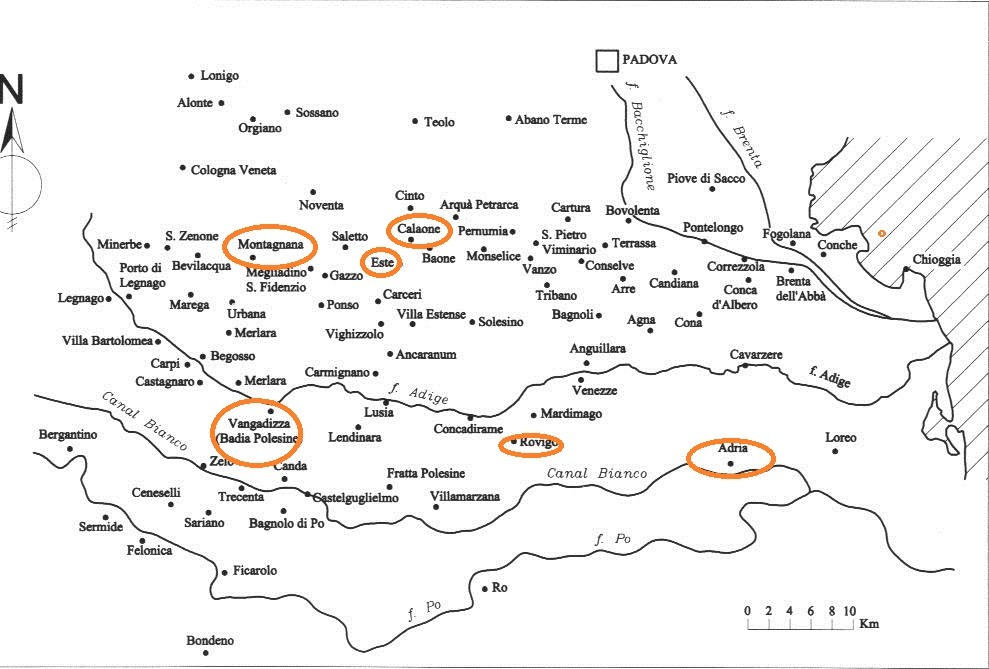 PADOVA
Lonigo
N
Alonte
Sossano
Orgiano
Teolo
Abano Terme
f. Bacchiglione
f. Brenta
Cologna Veneta
Piove di Sacco
Noventa
Cinto
Arquà Petrarca
Cartura
Bovolenta
Calaone
Pernumia
Pontelongo
Fogolana
S. Zenone
Montagnana
Saletto
S. Pietro
Viminario
Terrassa
Conche
Minerbe
Baone
Monselice
Chioggia
Bevilacqua
Este
Vanzo
Conselve
Correzzola
Porto di
Legnago
Megliadino
S. Fidenzio
Gazzo
Arre
Candiana
Conca
d'Albero
Brenta
dell'Abbà
Legnago
Marega
Carceri
Tribano
Urbana
Ponso
Villa Estense
Solesino
Bagnoli
Agna
Cona
Merlara
Vighizzolo
Villa Bartolomea
Begosso
Ancaranum
Anguillara
Cavarzere
Carpi
Carmignano
f. Adige
Castagnaro
Merlara
f. Adige
Venezze
Canal Bianco
Lusia
Mardimago
Vangadizza
(Badia Polesine
Lendinara
Concadirame
Bergantino
Rovigo
Adria
Loreo
Zelo
Canda
Fratta Polesine
Canal Bianco
Ceneselli
Trecenta
Castelguglielmo
Villamarzana
Sermide
Sariano
Bagnolo di Po
Felonica
f. Po
Ficarolo
Ro
f. Po
0 2 4 6 8 10
Km
Bondeno